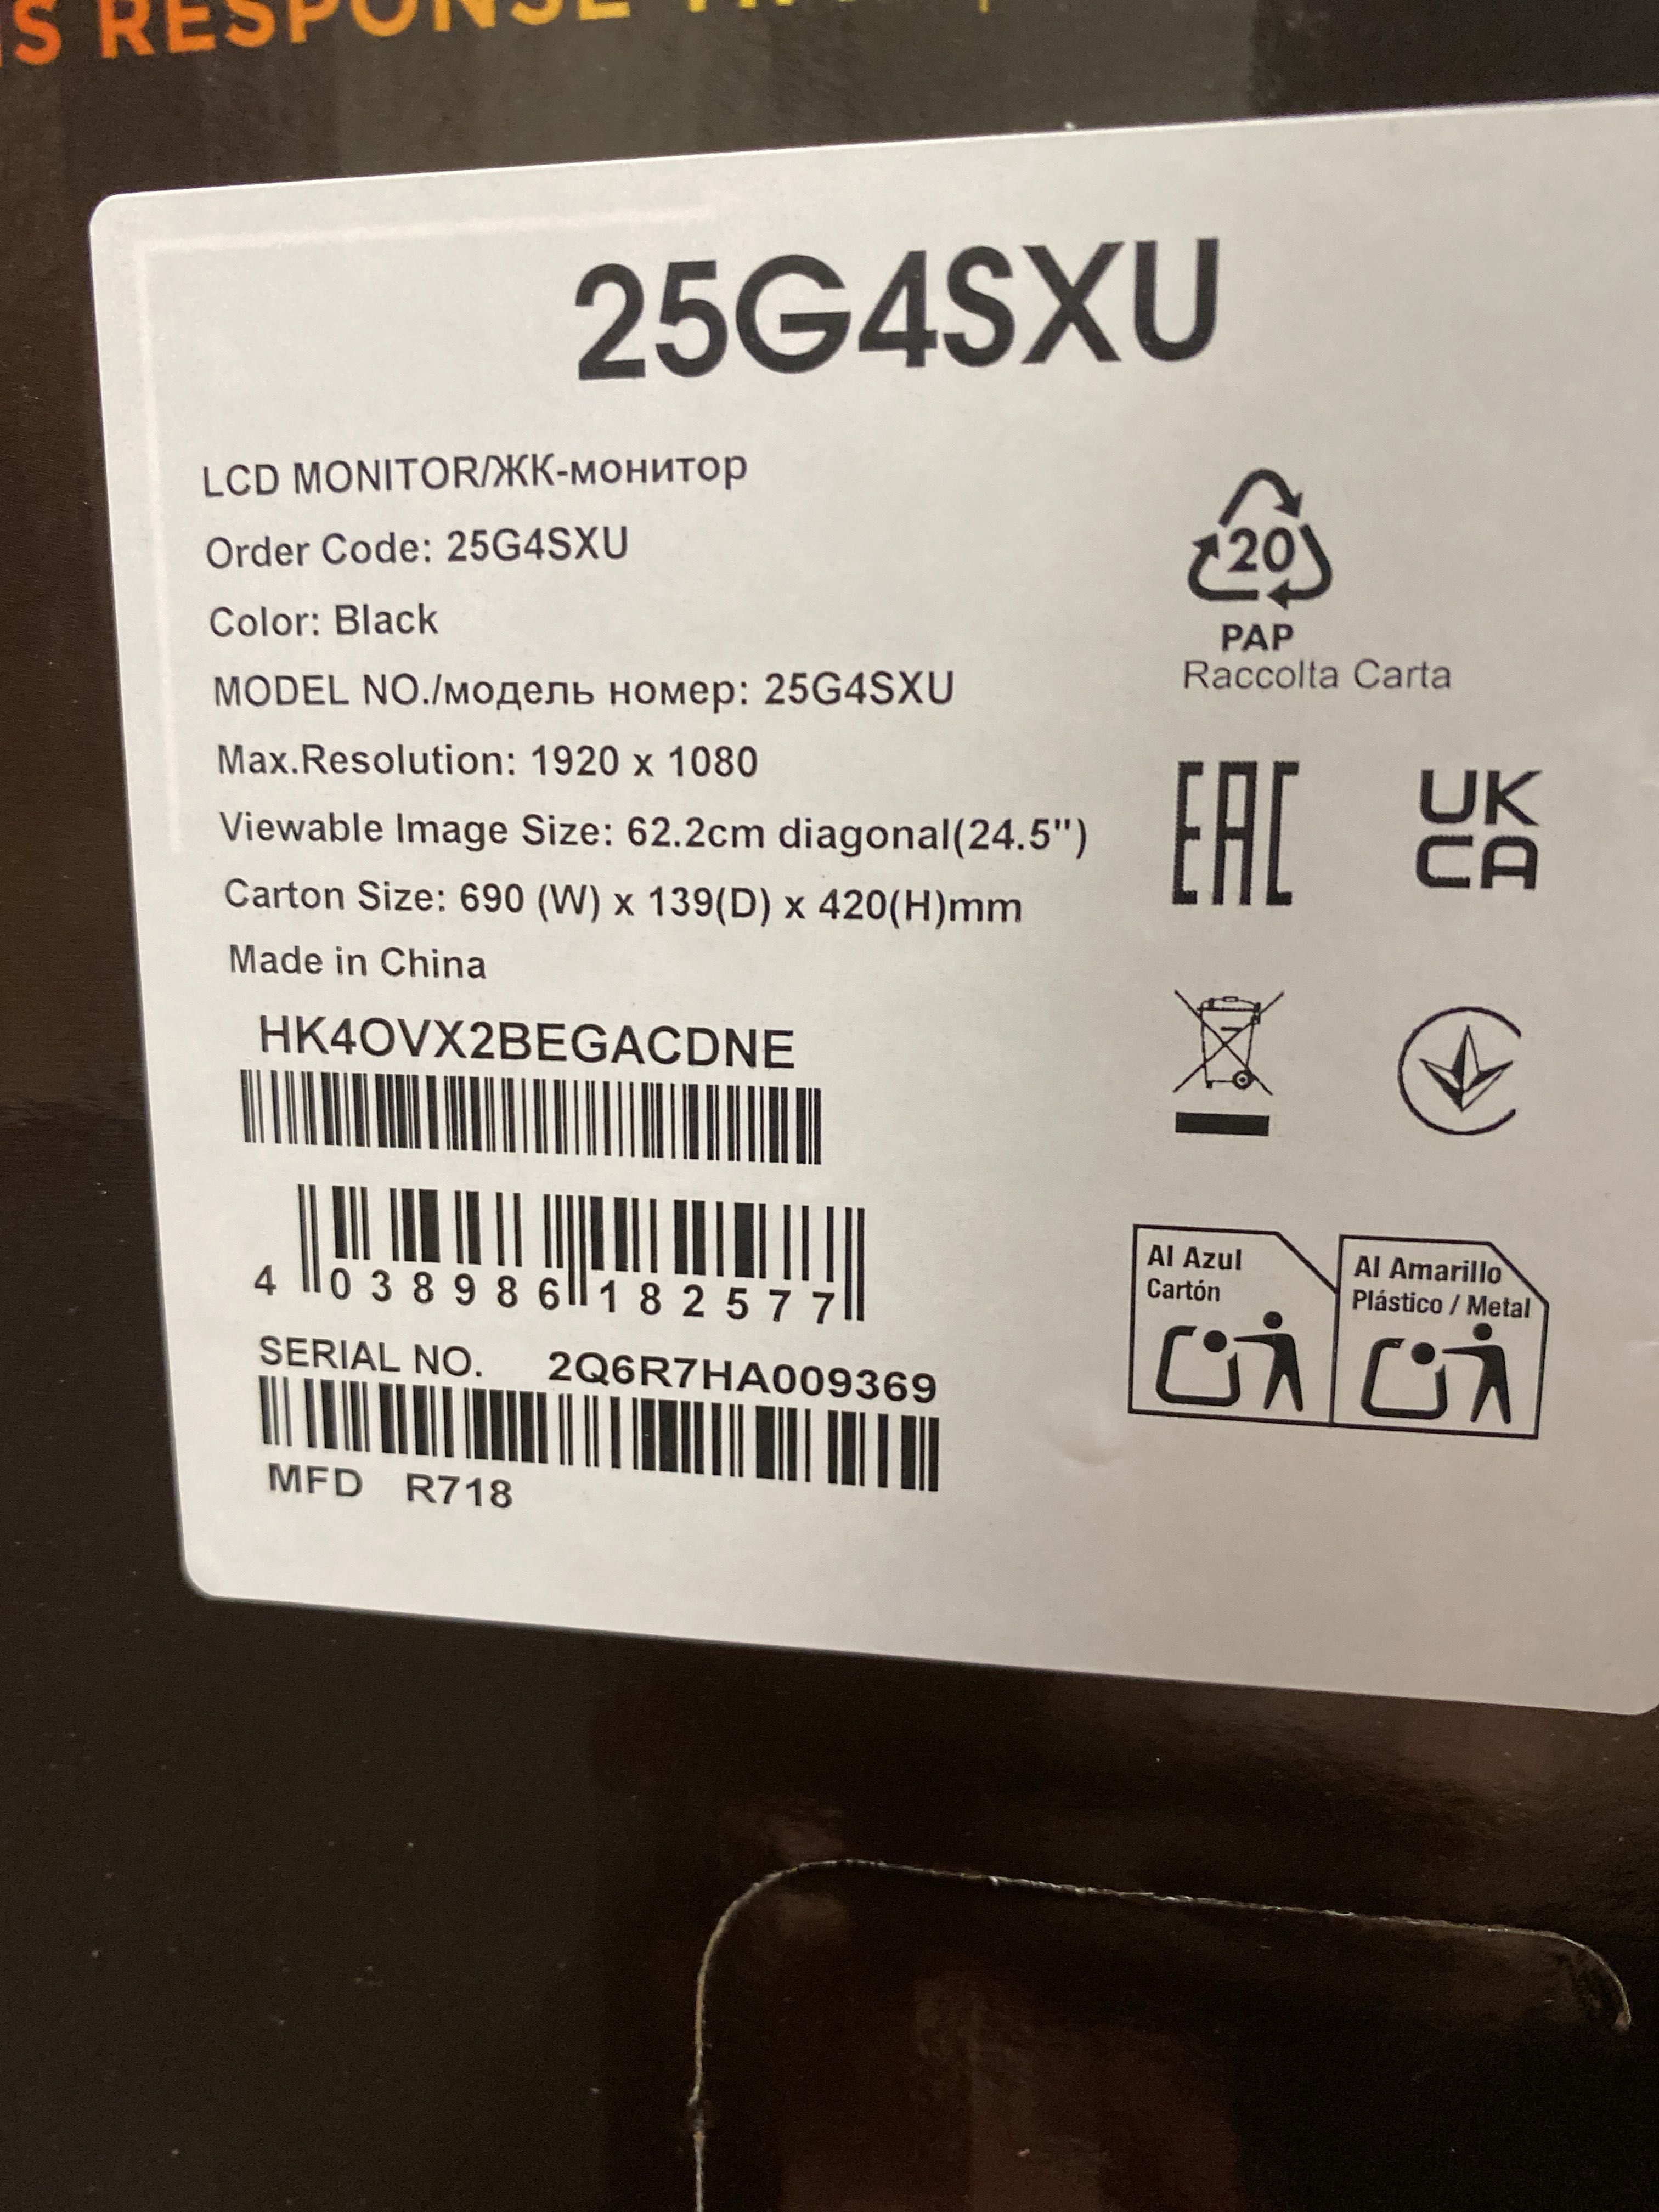 RESPONSE
25G4SXU
LCD MONITOR/ЖК-монитор
Order Code: 25G4SXU
Color: Black
MODEL NO./модель номер: 25G4SXU
Max.Resolution: 1920 x 1080
Viewable Image Size: 62.2cm diagonal(24.5")
Carton Size: 690 (W) x 139(D) x 420(H)mm
Made in China
HK4OVX2BEGACDNE
4 038986 182577
SERIAL NO. 2Q6R7HA009369
MFD R718
20
PAP
Raccolta Carta
EAC
UK
CA
Al Azul
Cartón
Al Amarillo
Plástico / Metal